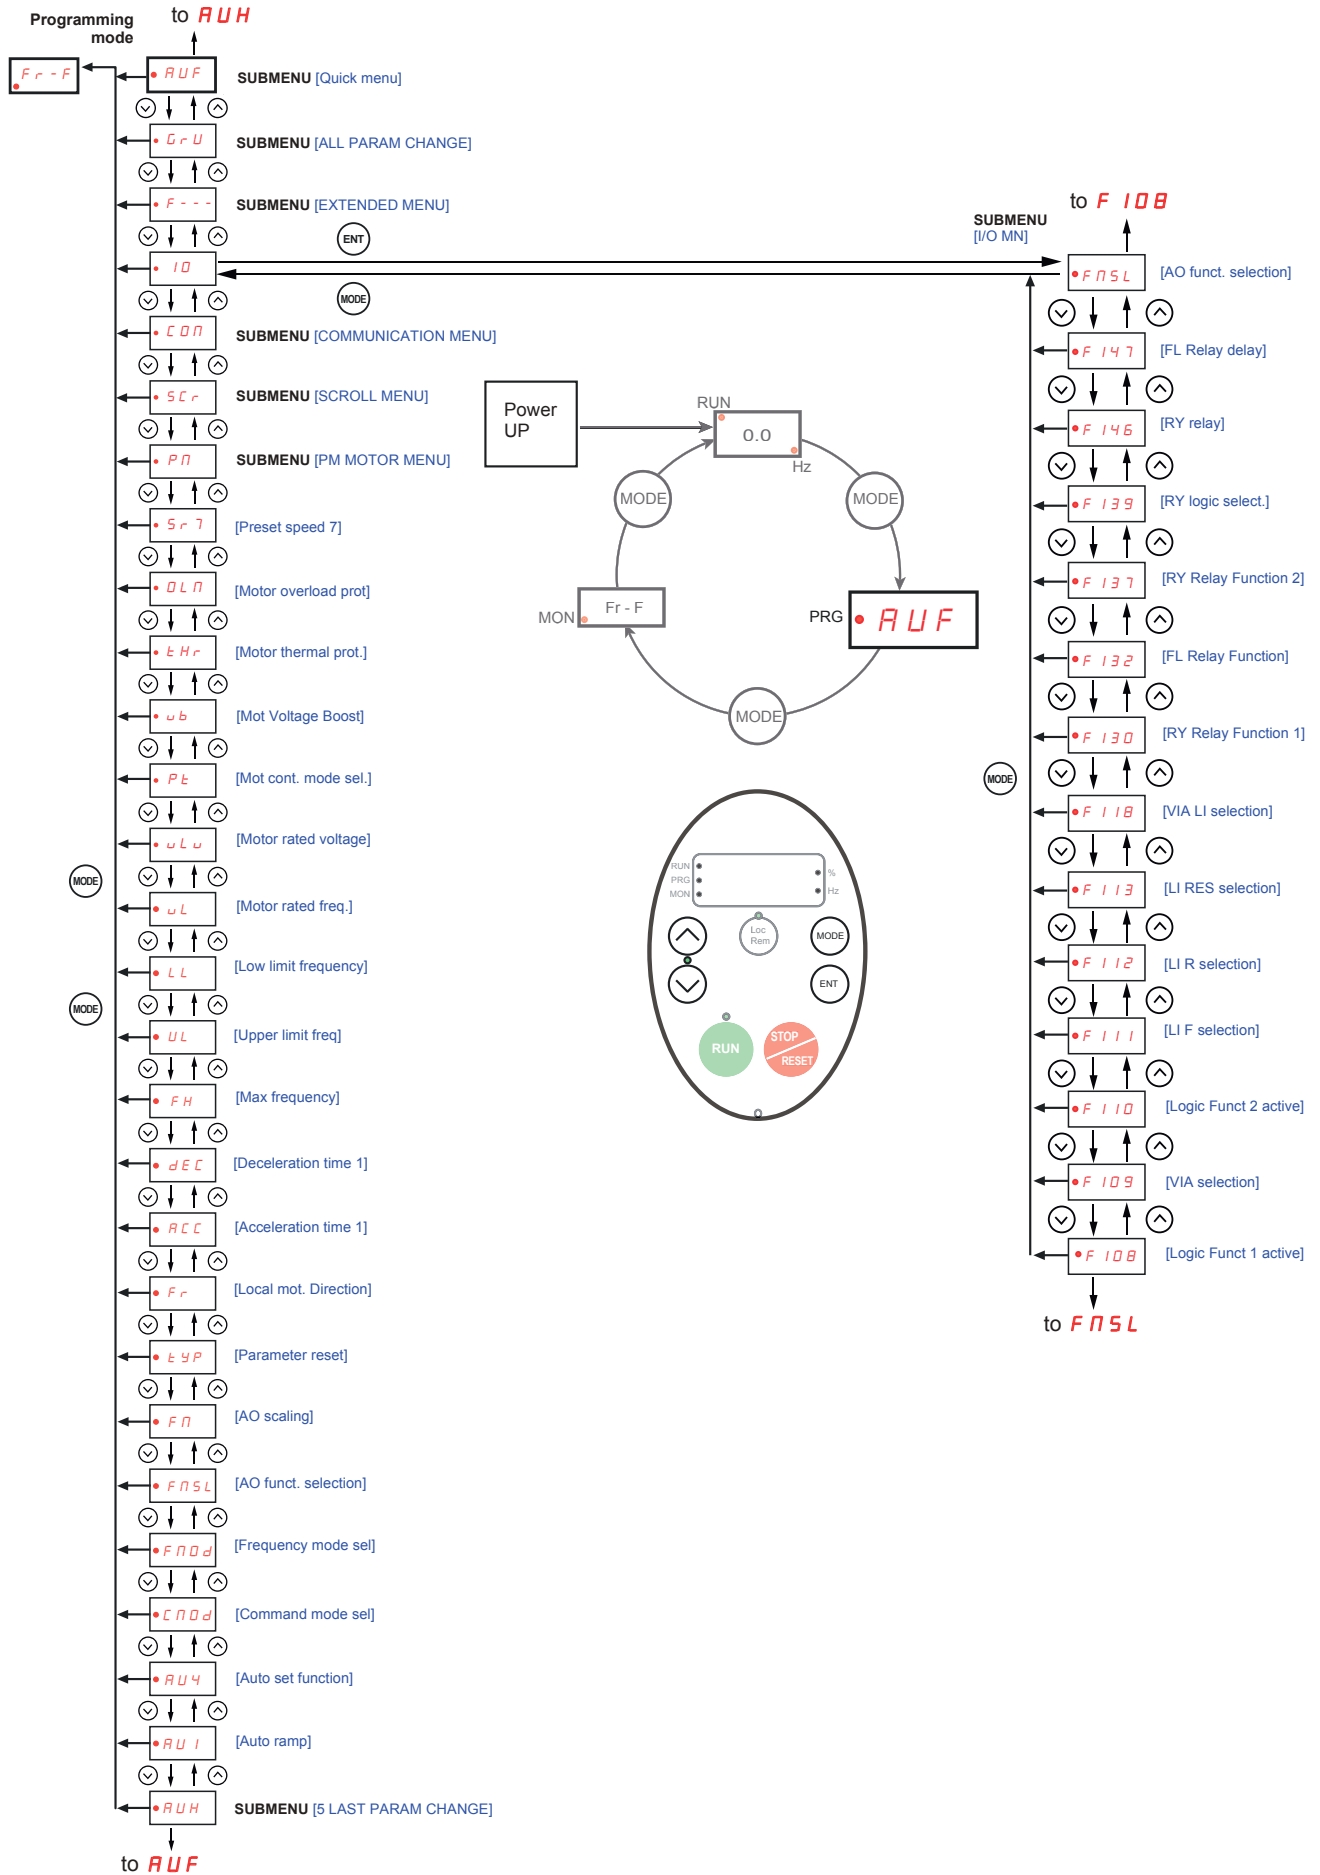 Programming
mode
to AUH
Fr-F
AUF
SUBMENU [Quick menu]
GrU
SUBMENU [ALL PARAM CHANGE]
F---
SUBMENU [EXTENDED MENU]
ENT
IO
MODE
COM
SUBMENU [COMMUNICATION MENU]
SCr
SUBMENU [SCROLL MENU]
PM
SUBMENU [PM MOTOR MENU]
Sr7
[Preset speed 7]
OLM
[Motor overload prot]
tHr
[Motor thermal prot.]
ub
[Mot Voltage Boost]
Pt
[Mot cont. mode sel.]
uLu
[Motor rated voltage]
MODE
uL
[Motor rated freq.]
LL
[Low limit frequency]
MODE
UL
[Upper limit freq]
FH
[Max frequency]
dEC
[Deceleration time 1]
ACC
[Acceleration time 1]
Fr
[Local mot. Direction]
tYP
[Parameter reset]
FM
[AO scaling]
FMSL
[AO funct. selection]
FMOd
[Frequency mode sel]
CMOd
[Command mode sel]
AU4
[Auto set function]
AU1
[Auto ramp]
AUH
SUBMENU [5 LAST PARAM CHANGE]
to AUF
Power
UP
RUN
0.0
Hz
MODE
MODE
MON
Fr - F
PRG
AUF
MODE
RUN
PRG
MON
%
Hz
Loc
Rem
MODE
ENT
RUN
STOP
RESET
to F108
SUBMENU
[I/O MN]
FMSL
[AO funct. selection]
F147
[FL Relay delay]
F146
[RY relay]
F139
[RY logic select.]
F137
[RY Relay Function 2]
F132
[FL Relay Function]
F130
[RY Relay Function 1]
MODE
F118
[VIA LI selection]
F113
[LI RES selection]
F112
[LI R selection]
F111
[LI F selection]
F110
[Logic Funct 2 active]
F109
[VIA selection]
F108
[Logic Funct 1 active]
to FMSL